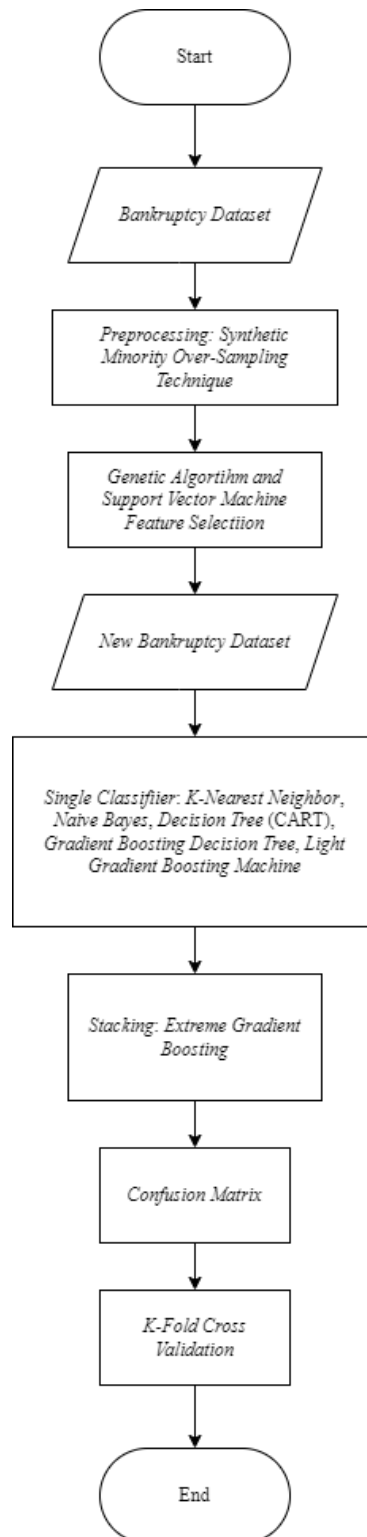 Start
Bankruptcy Dataset
Preprocessing: Synthetic
Minority Over-Sampling
Technique
Genetic Algortihm and
Support Vector Machine
Feature Selectiion
New Bankruptcy Dataset
Single Classifiier: K-Nearest Neighbor,
Naive Bayes, Decision Tree (CART),
Gradient Boosting Decision Tree, Light
Gradient Boosting Machine
Stacking: Extreme Gradient
Boosting
Confusion Matrix
K-Fold Cross
Validation
End